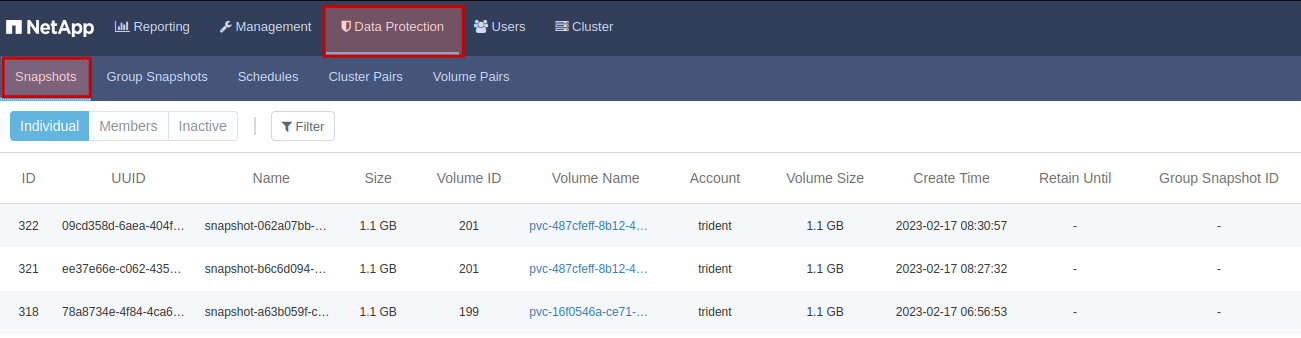 NetApp Reporting Management Data Protection Users Cluster
Snapshots Group Snapshots Schedules Cluster Pairs Volume Pairs
Individual Members Inactive Filter
ID UUID Name Size Volume ID Volume Name Account Volume Size Create Time Retain Until Group Snapshot ID
322 09cd358d-6aea-404f... snapshot-062a07bb-... 1.1 GB 201 pvc-487cfeff-8b12-4... trident 1.1 GB 2023-02-17 08:30:57 - -
321 ee37e66e-c062-435... snapshot-b6c6d094-... 1.1 GB 201 pvc-487cfeff-8b12-4... trident 1.1 GB 2023-02-17 08:27:32 - -
318 78a8734e-4f84-4ca6... snapshot-a63b059f-c... 1.1 GB 199 pvc-16f0546a-ce71-... trident 1.1 GB 2023-02-17 06:56:53 - -